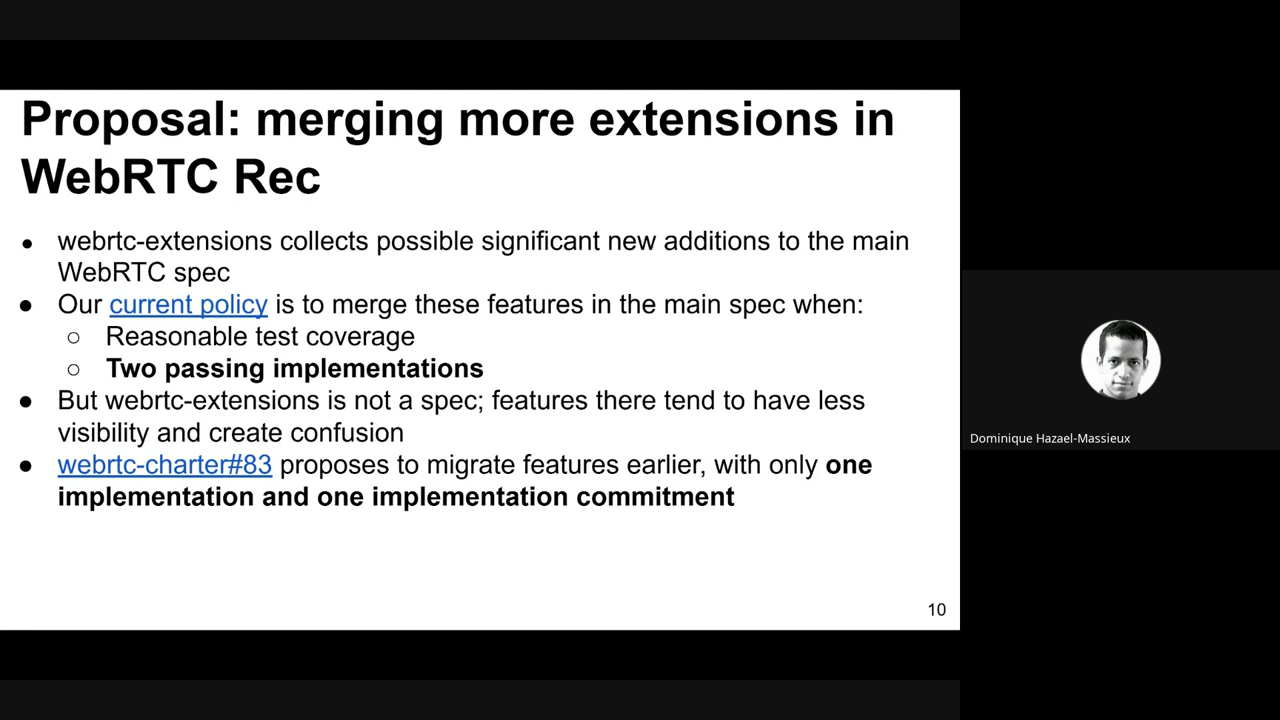 Proposal: merging more extensions in
WebRTC Rec
● webrtc-extensions collects possible significant new additions to the main
WebRTC spec
● Our current policy is to merge these features in the main spec when:
○ Reasonable test coverage
○ Two passing implementations
● But webrtc-extensions is not a spec; features there tend to have less
visibility and create confusion
● webrtc-charter#83 proposes to migrate features earlier, with only one
implementation and one implementation commitment
10
Dominique Hazael-Massieux